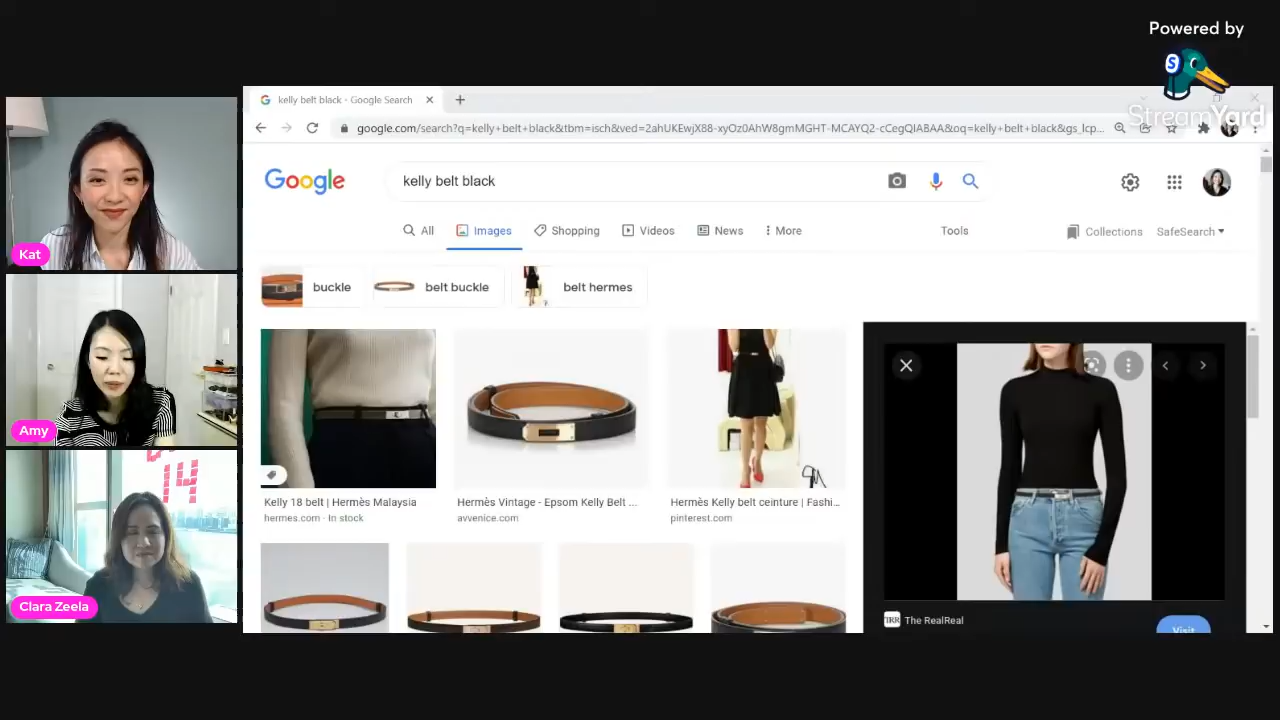 Powered by
S
StreamYard
kelly belt black - Google Search
google.com/search?q=kelly+belt+black&tbm=isch&ved=2ahUKEwjX88-xyOz0AhW8gmMGHT-MCAYQ2-cCegQIABAA&oq=kelly+belt+black&gs_lcp...
Google
kelly belt black
All
Images
Shopping
Videos
News
More
Tools
Collections
SafeSearch
buckle
belt buckle
belt hermes
Kelly 18 belt | Hermès Malaysia
hermes.com · In stock
Hermès Vintage - Epsom Kelly Belt ...
avvenice.com
Hermès Kelly belt ceinture | Fashi...
pinterest.com
TRR
The RealReal
Visit
Kat
Amy
14
Clara Zeela